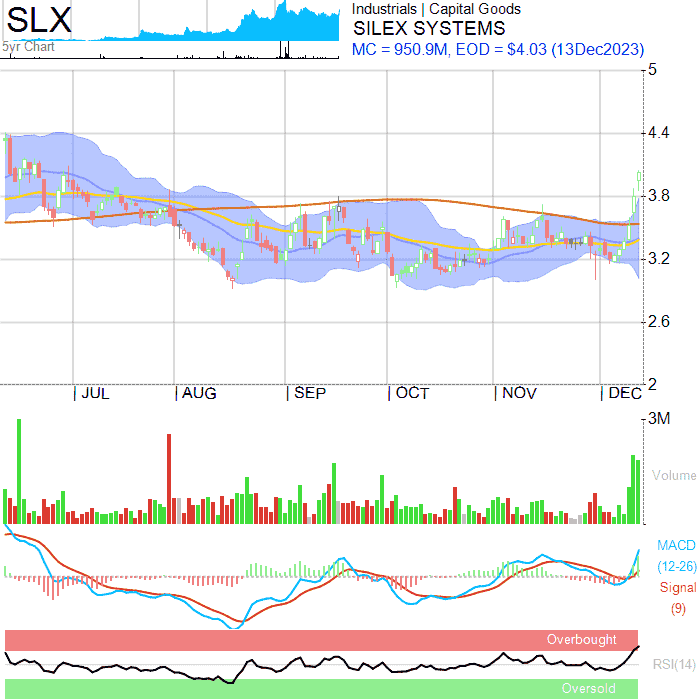 SLX
5yr Chart
Industrials | Capital Goods
SILEX SYSTEMS
MC = 950.9M, EOD = $4.03 (13Dec2023)
5
4.4
3.8
3.2
2.6
2
| JUL | AUG | SEP | OCT | NOV | DEC
3M
Volume
MACD
(12-26)
Signal
(9)
Overbought
RSI(14)
Oversold